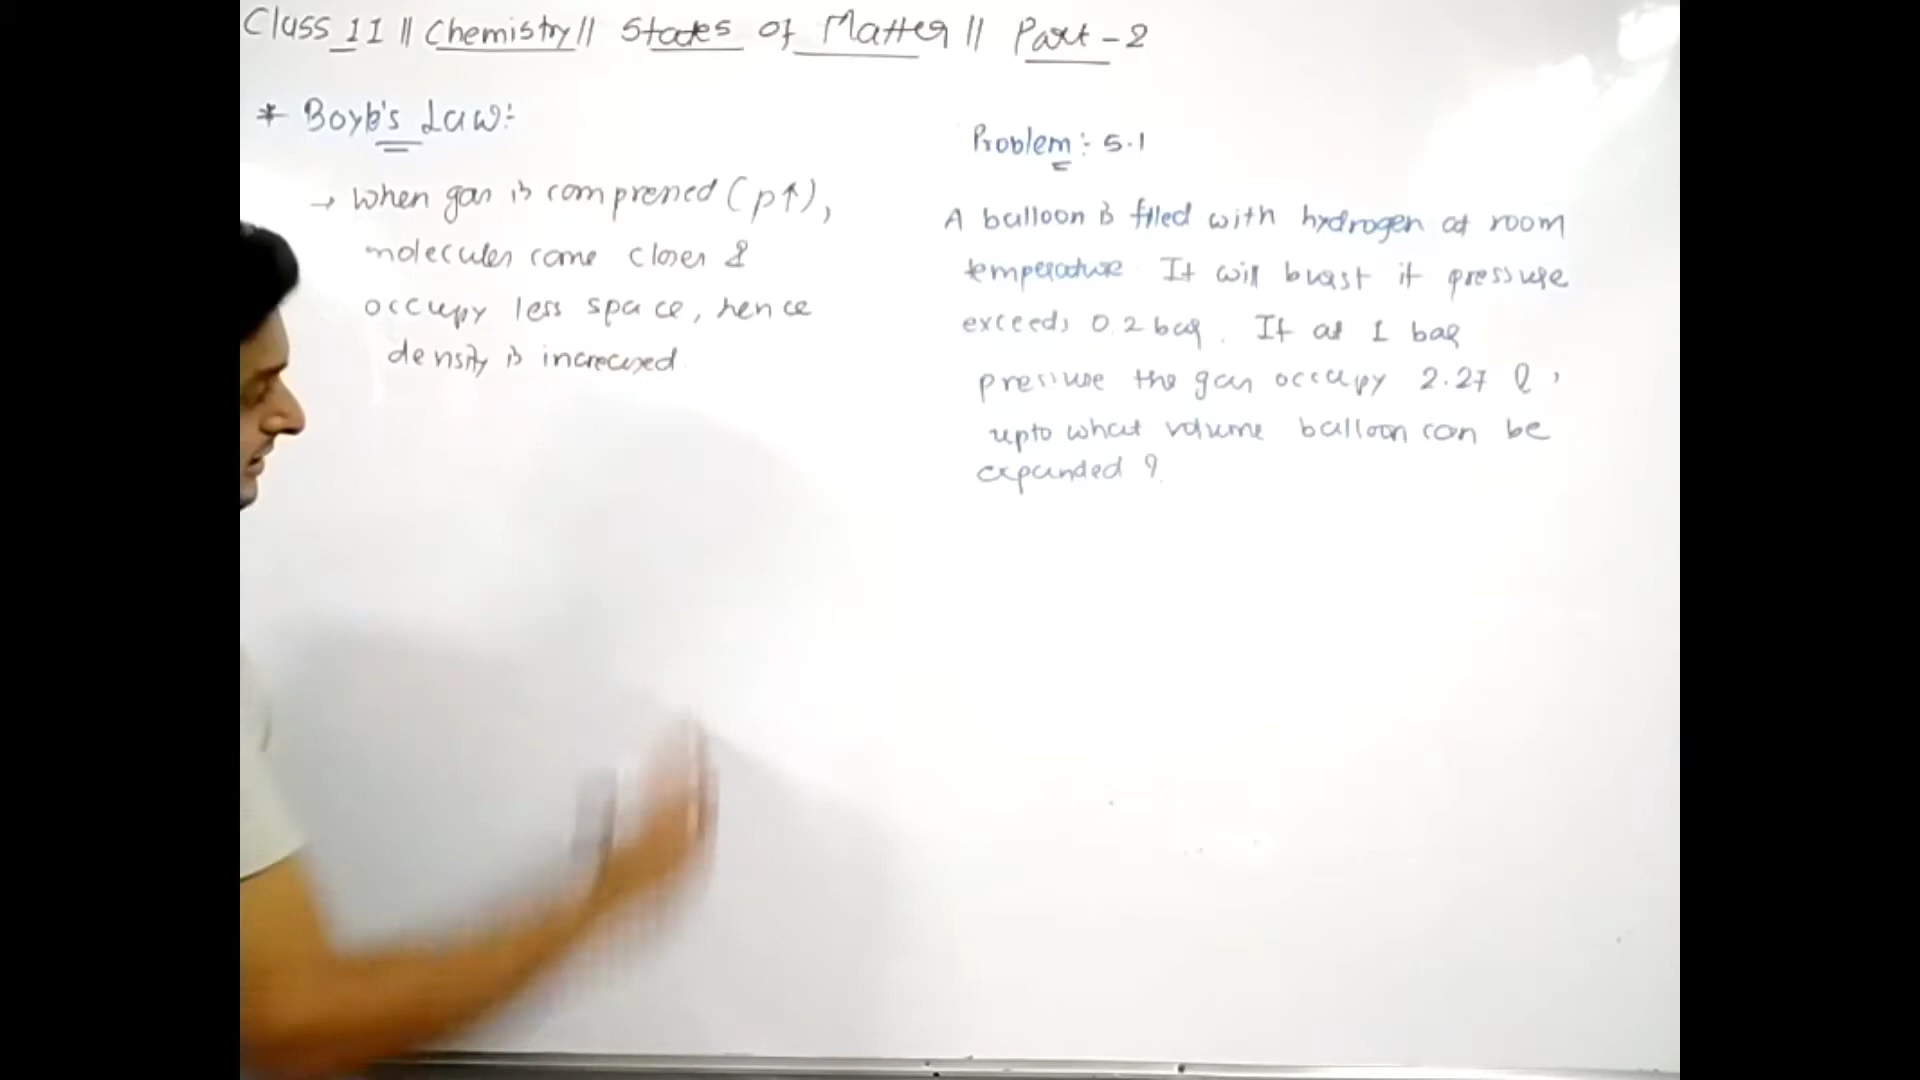 Class 11 || Chemistry || States of Matter || Part - 2
* Boyle's Law:-
→ When gas is compressed (p↑),
molecules come closer &
occupy less space, hence
density is increased.
Problem :- 5.1
A balloon is filled with hydrogen at room
temperature. It will burst if pressure
exceeds 0.2 bar. If at 1 bar
pressure the gas occupy 2.27 l,
upto what volume balloon can be
expanded ?